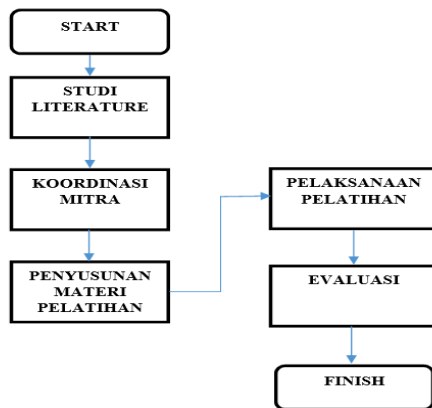 START
STUDI
LITERATURE
KOORDINASI
MITRA
PENYUSUNAN
MATERI
PELATIHAN
PELAKSANAAN
PELATIHAN
EVALUASI
FINISH